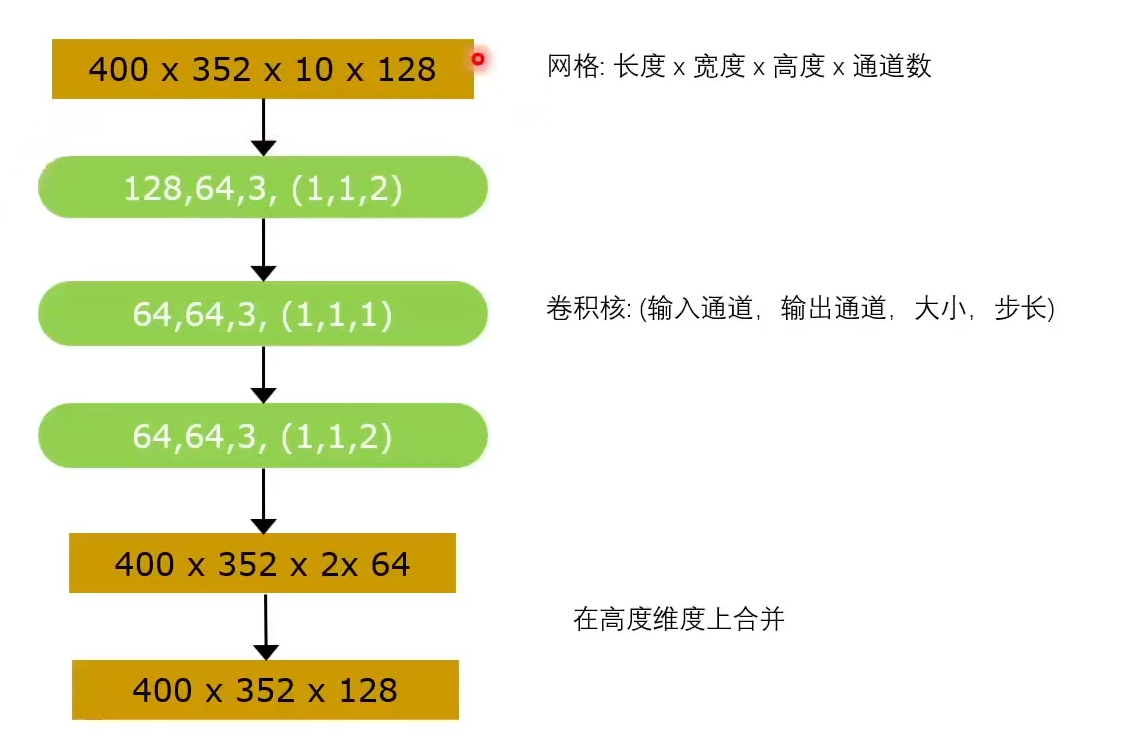 400 x 352 x 10 x 128
网格: 长度 x 宽度 x 高度 x 通道数
128,64,3, (1,1,2)
64,64,3, (1,1,1)
卷积核: (输入通道，输出通道，大小，步长)
64,64,3, (1,1,2)
400 x 352 x 2x 64
在高度维度上合并
400 x 352 x 128